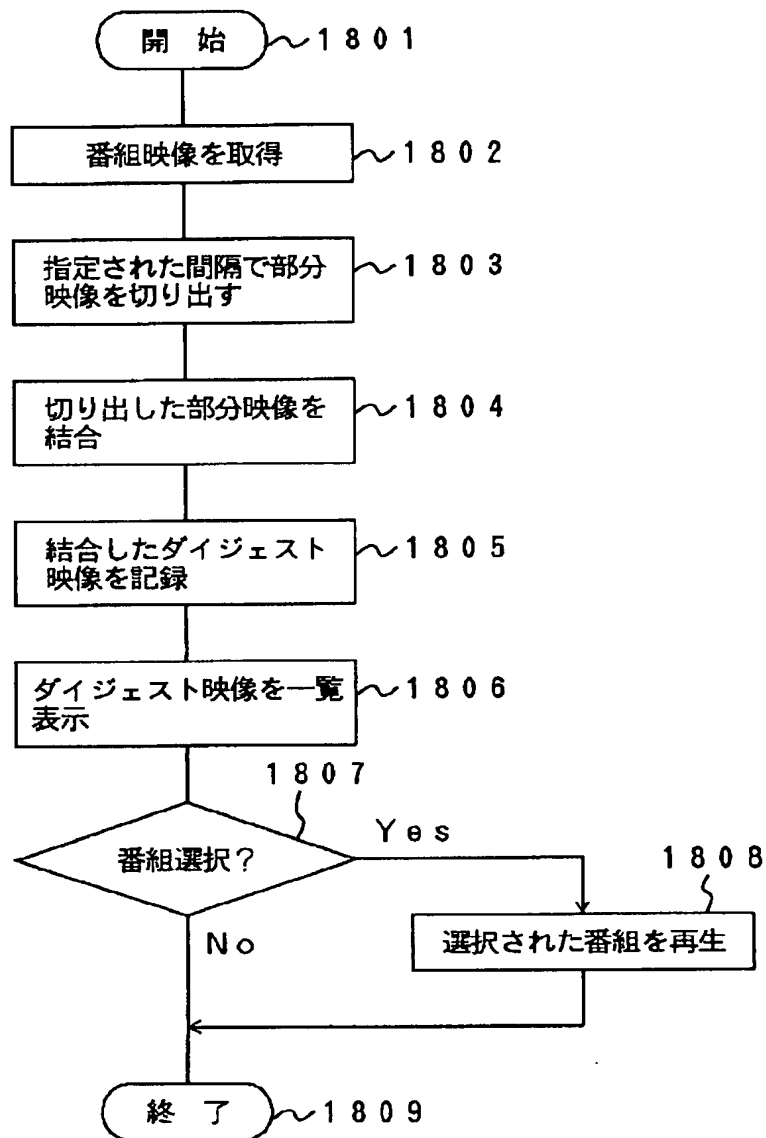 開 始 1801
番組映像を取得 1802
指定された間隔で部分 1803
映像を切り出す
切り出した部分映像を 1804
結合
結合したダイジェスト 1805
映像を記録
ダイジェスト映像を一覧 1806
表示
1807
番組選択?
Yes
1808
選択された番組を再生
No
終 了 1809